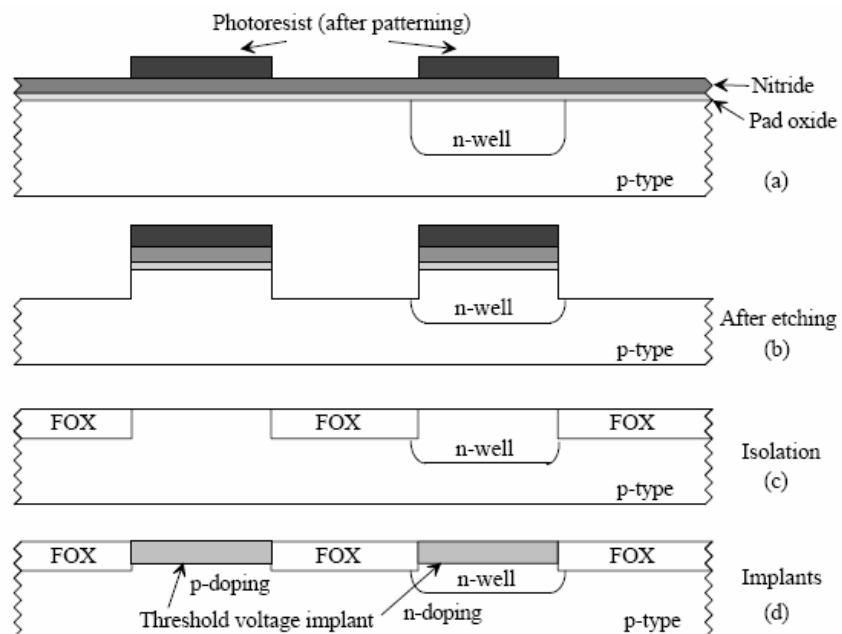 Photoresist (after patterning)
Nitride
Pad oxide
n-well
p-type
(a)
n-well
After etching
p-type
(b)
FOX
FOX
FOX
n-well
Isolation
p-type
(c)
FOX
FOX
FOX
p-doping
n-well
Implants
Threshold voltage implant
n-doping
p-type
(d)